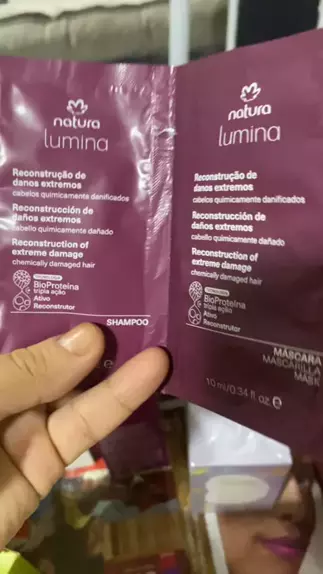 natura
lumina
Reconstrução de
danos extremos
cabelos quimicamente danificados
Reconstrucción de
daños extremos
cabello químicamente dañado
Reconstruction of
extreme damage
chemically damaged hair
BioProteína
tripla ação
Ativo
Reconstrutor
SHAMPOO
natura
lumina
Reconstrução de
danos extremos
cabelos quimicamente danificados
Reconstrucción de
daños extremos
cabello químicamente dañado
Reconstruction of
extreme damage
chemically damaged hair
BioProteína
tripla ação
Ativo
Reconstrutor
MÁSCARA
MASCARILLA
MASK
10 ml/0.34 fl. oz. e